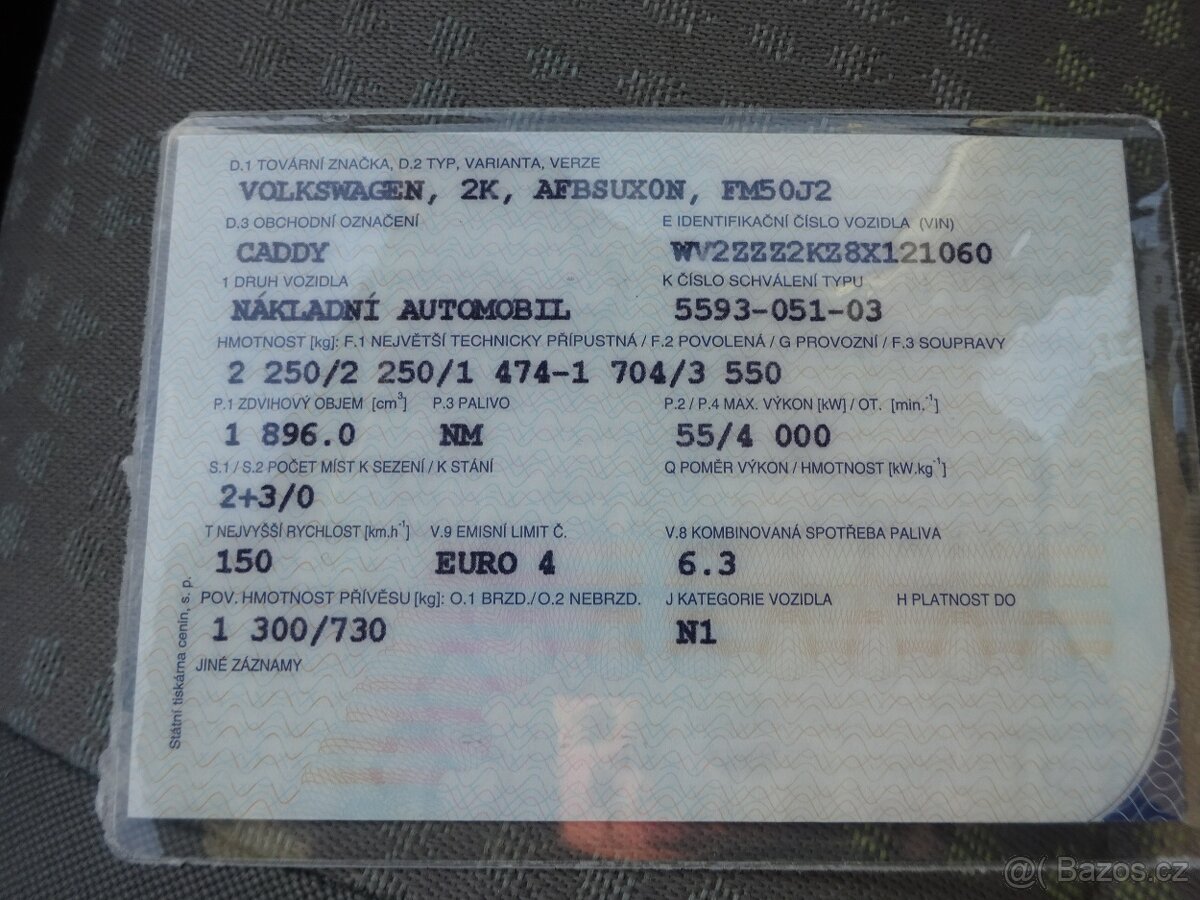 D.1 TOVÁRNÍ ZNAČKA, D.2 TYP, VARIANTA, VERZE
VOLKSWAGEN, 2K, AFBSUX0N, FM50J2
D.3 OBCHODNÍ OZNAČENÍ E IDENTIFIKAČNÍ ČÍSLO VOZIDLA (VIN)
CADDY WV2ZZZ2KZ8X121060
1 DRUH VOZIDLA K ČÍSLO SCHVÁLENÍ TYPU
NÁKLADNÍ AUTOMOBIL 5593-051-03
HMOTNOST [kg]: F.1 NEJVĚTŠÍ TECHNICKY PŘÍPUSTNÁ / F.2 POVOLENÁ / G PROVOZNÍ / F.3 SOUPRAVY
2 250/2 250/1 474-1 704/3 550
P.1 ZDVIHOVÝ OBJEM [cm³] P.3 PALIVO P.2 / P.4 MAX. VÝKON [kW] / OT. [min.⁻¹]
1 896.0 NM 55/4 000
S.1 / S.2 POČET MÍST K SEZENÍ / K STÁNÍ Q POMĚR VÝKON / HMOTNOST [kW.kg⁻¹]
2+3/0
T NEJVYŠŠÍ RYCHLOST [km.h⁻¹] V.9 EMISNÍ LIMIT Č. V.8 KOMBINOVANÁ SPOTŘEBA PALIVA
150 EURO 4 6.3
POV. HMOTNOST PŘÍVĚSU [kg]: O.1 BRZD./O.2 NEBRZD. J KATEGORIE VOZIDLA H PLATNOST DO
1 300/730 N1
JINÉ ZÁZNAMY
Státní tiskárna cenin, s. p.
@( Bazos.cz